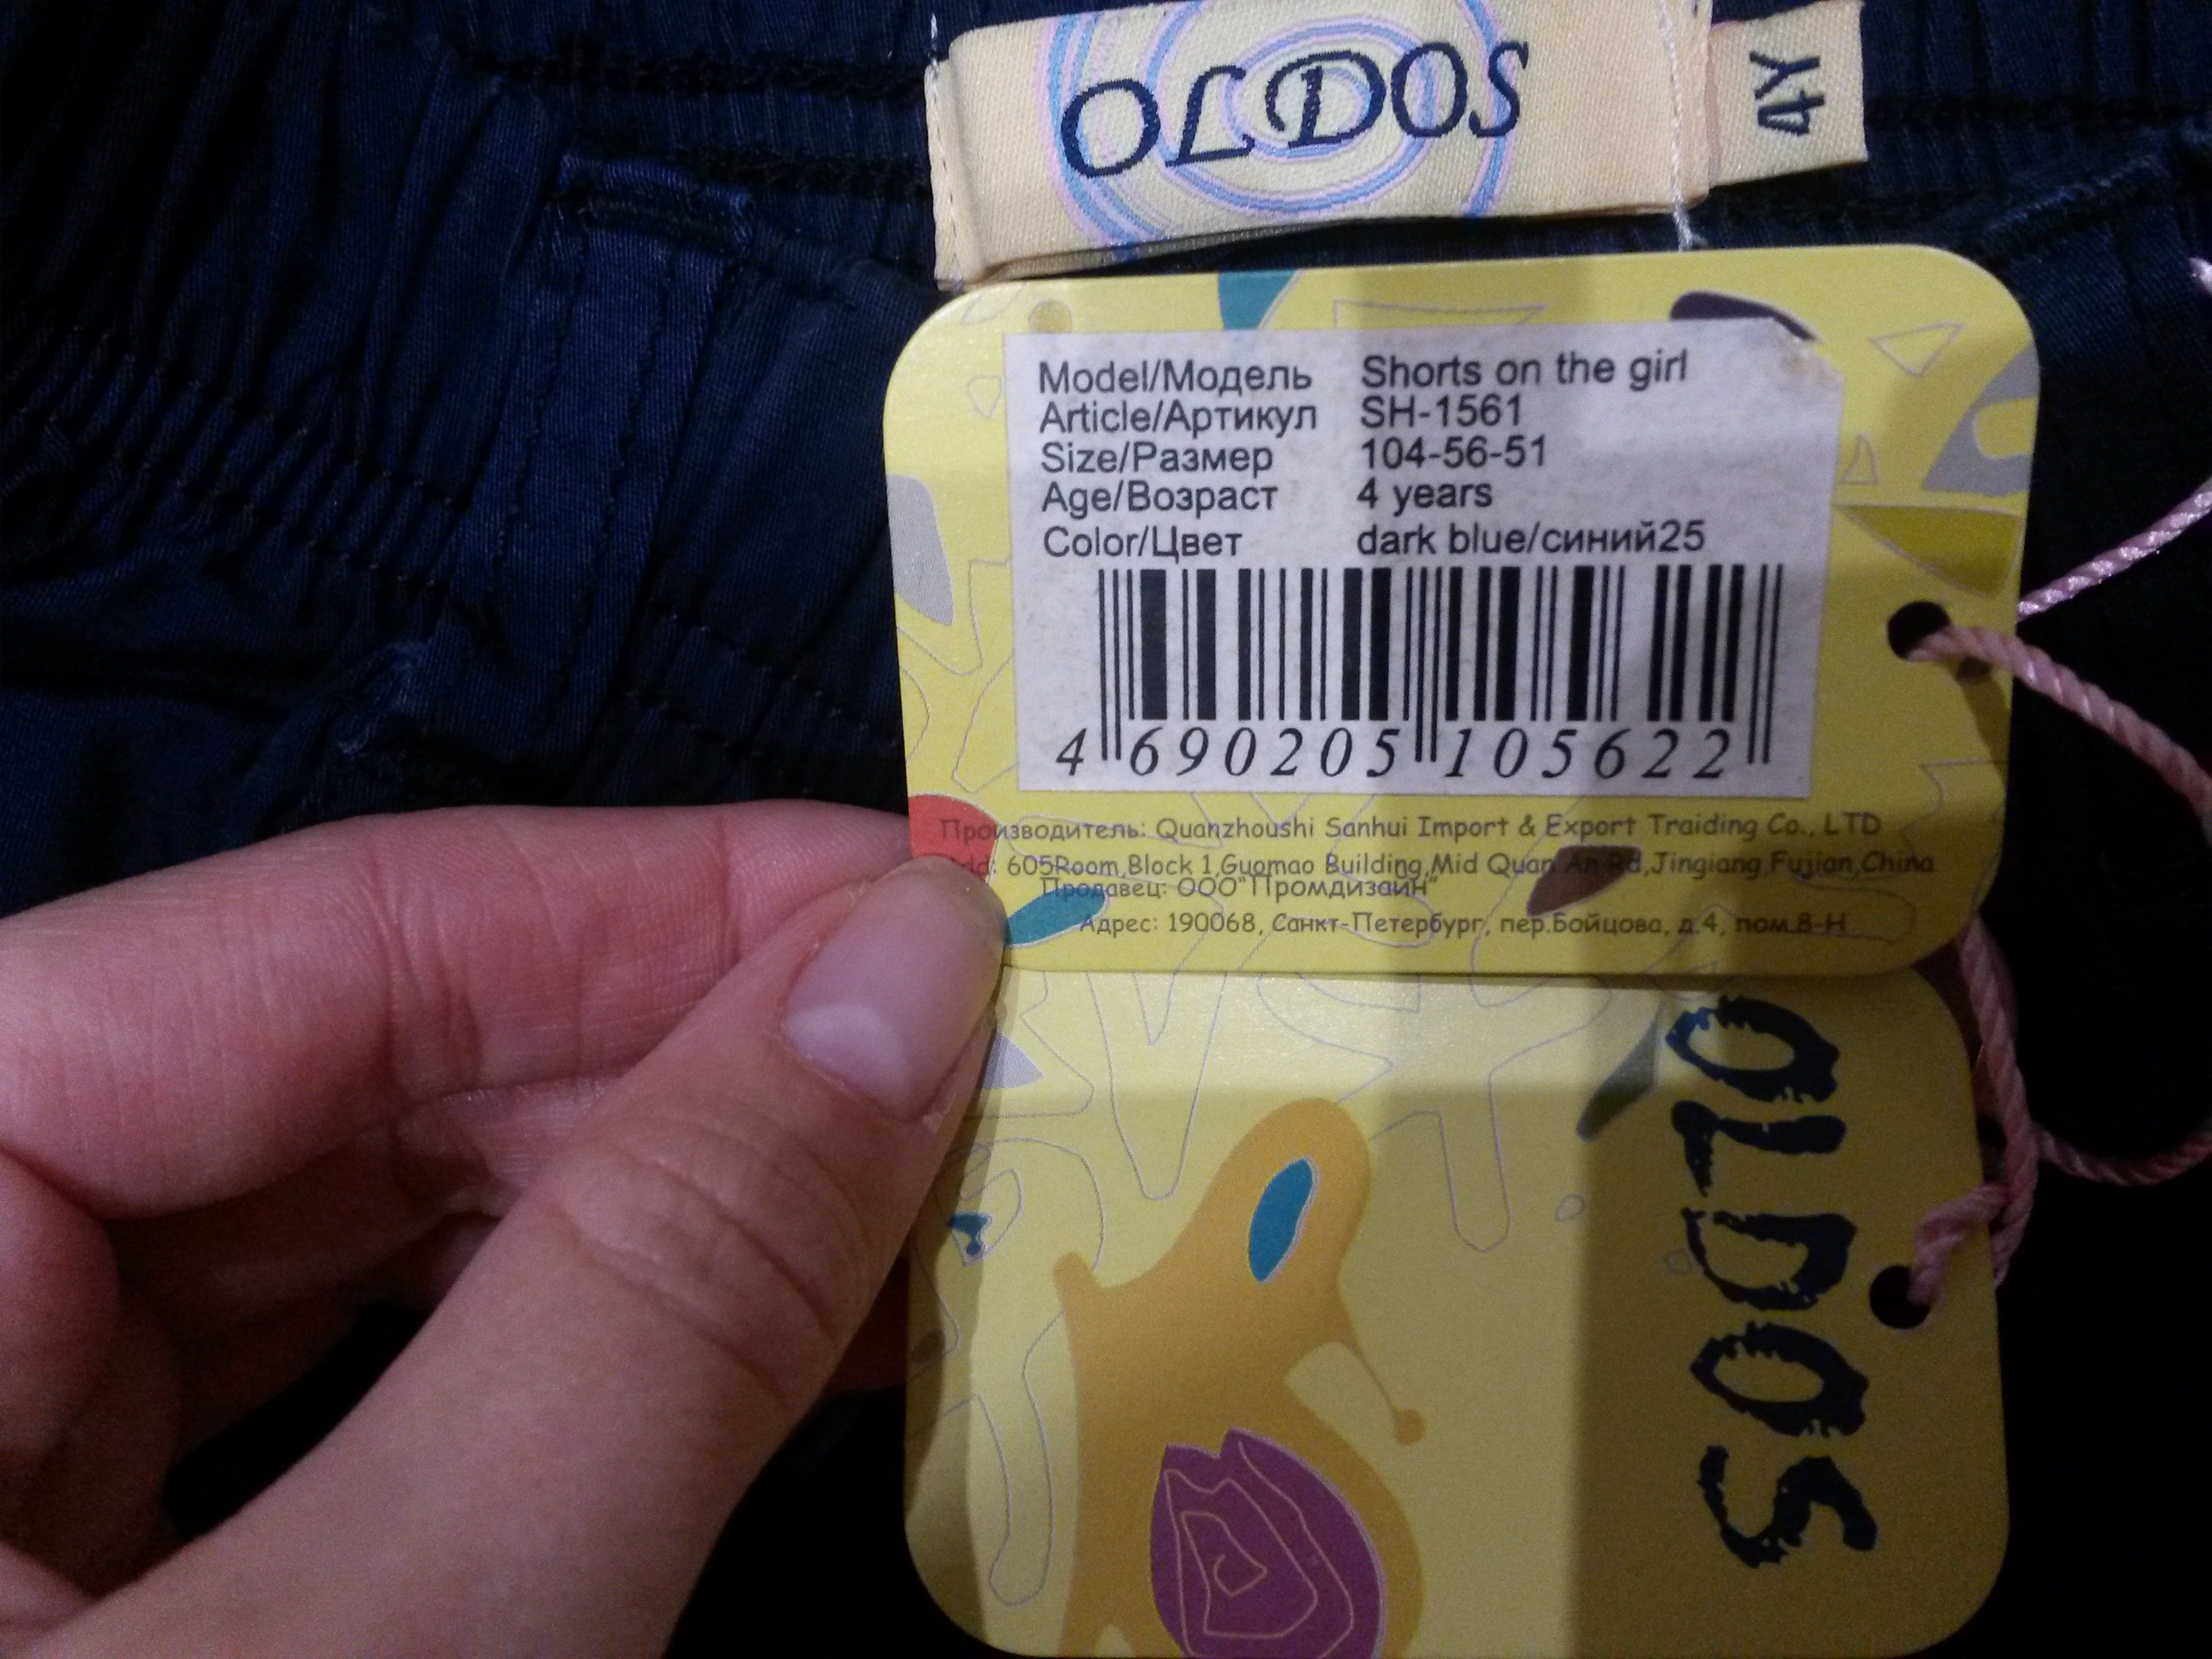 OLDOS
4Y
Model/Модель Shorts on the girl
Article/Артикул SH-1561
Size/Размер 104-56-51
Age/Возраст 4 years
Color/Цвет dark blue/синий25
4 690205 105622
Производитель: Quanzhoushi Sanhui Import & Export Traiding Co., LTD
Add: 605Room,Block 1,Guomao Building,Mid Quan An Rd,Jingiang,Fujian,China
Продавец: ООО"Промдизайн"
Адрес: 190068, Санкт-Петербург, пер.Бойцова, д.4, пом.8-Н
OLDOS